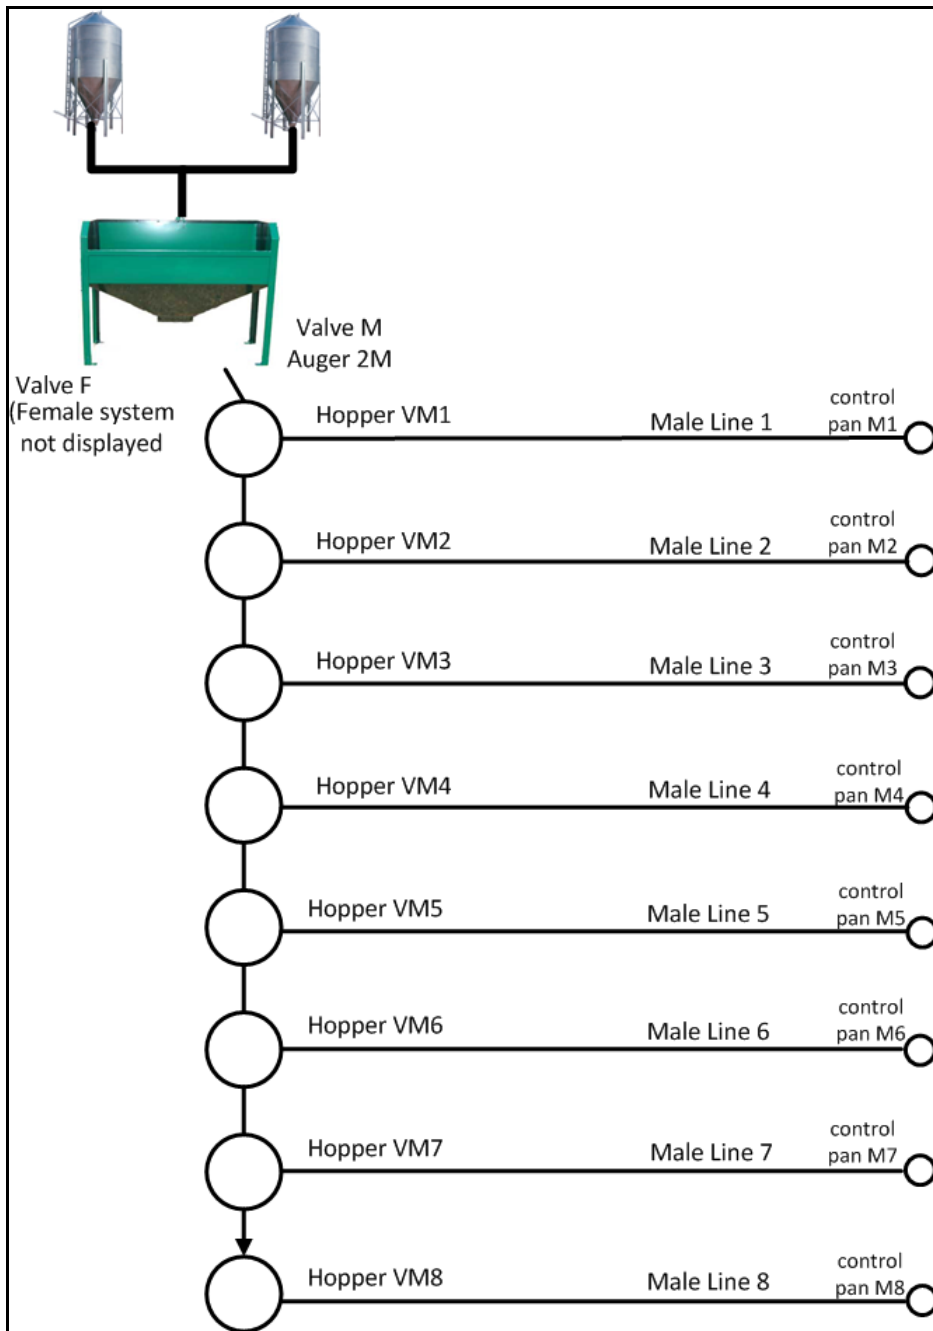 Valve M
Auger 2M
Valve F
(Female system
not displayed
Hopper VM1
Male Line 1
control
pan M1
Hopper VM2
Male Line 2
control
pan M2
Hopper VM3
Male Line 3
control
pan M3
Hopper VM4
Male Line 4
control
pan M4
Hopper VM5
Male Line 5
control
pan M5
Hopper VM6
Male Line 6
control
pan M6
Hopper VM7
Male Line 7
control
pan M7
Hopper VM8
Male Line 8
control
pan M8